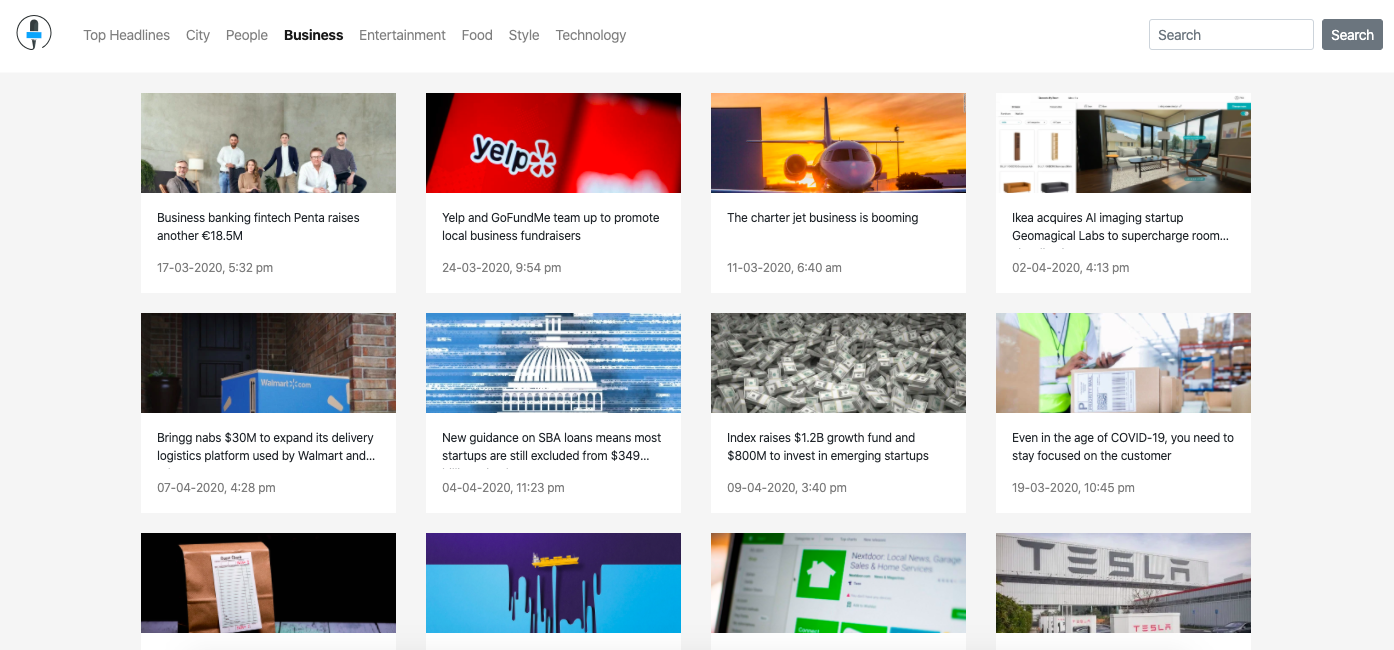 Top Headlines City People Business Entertainment Food Style Technology Search Search
yelp
Business banking fintech Penta raises
another €18.5M
17-03-2020, 5:32 pm
Yelp and GoFundMe team up to promote
local business fundraisers
24-03-2020, 9:54 pm
The charter jet business is booming
11-03-2020, 6:40 am
Ikea acquires AI imaging startup
Geomagical Labs to supercharge room...
02-04-2020, 4:13 pm
Walmart.com
Bringg nabs $30M to expand its delivery
logistics platform used by Walmart and...
07-04-2020, 4:28 pm
New guidance on SBA loans means most
startups are still excluded from $349...
04-04-2020, 11:23 pm
Index raises $1.2B growth fund and
$800M to invest in emerging startups
09-04-2020, 3:40 pm
Even in the age of COVID-19, you need to
stay focused on the customer
19-03-2020, 10:45 pm
Nextdoor: Local News, Garage
Sales & Home Services
TESLA
TESLA
TESLA